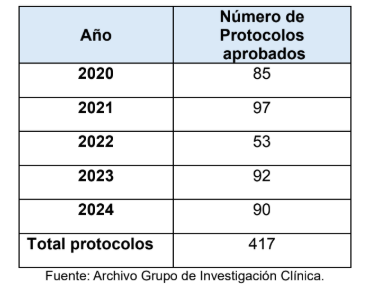 Año
Número de
Protocolos
aprobados
2020 85
2021 97
2022 53
2023 92
2024 90
Total protocolos 417
Fuente: Archivo Grupo de Investigación Clínica.